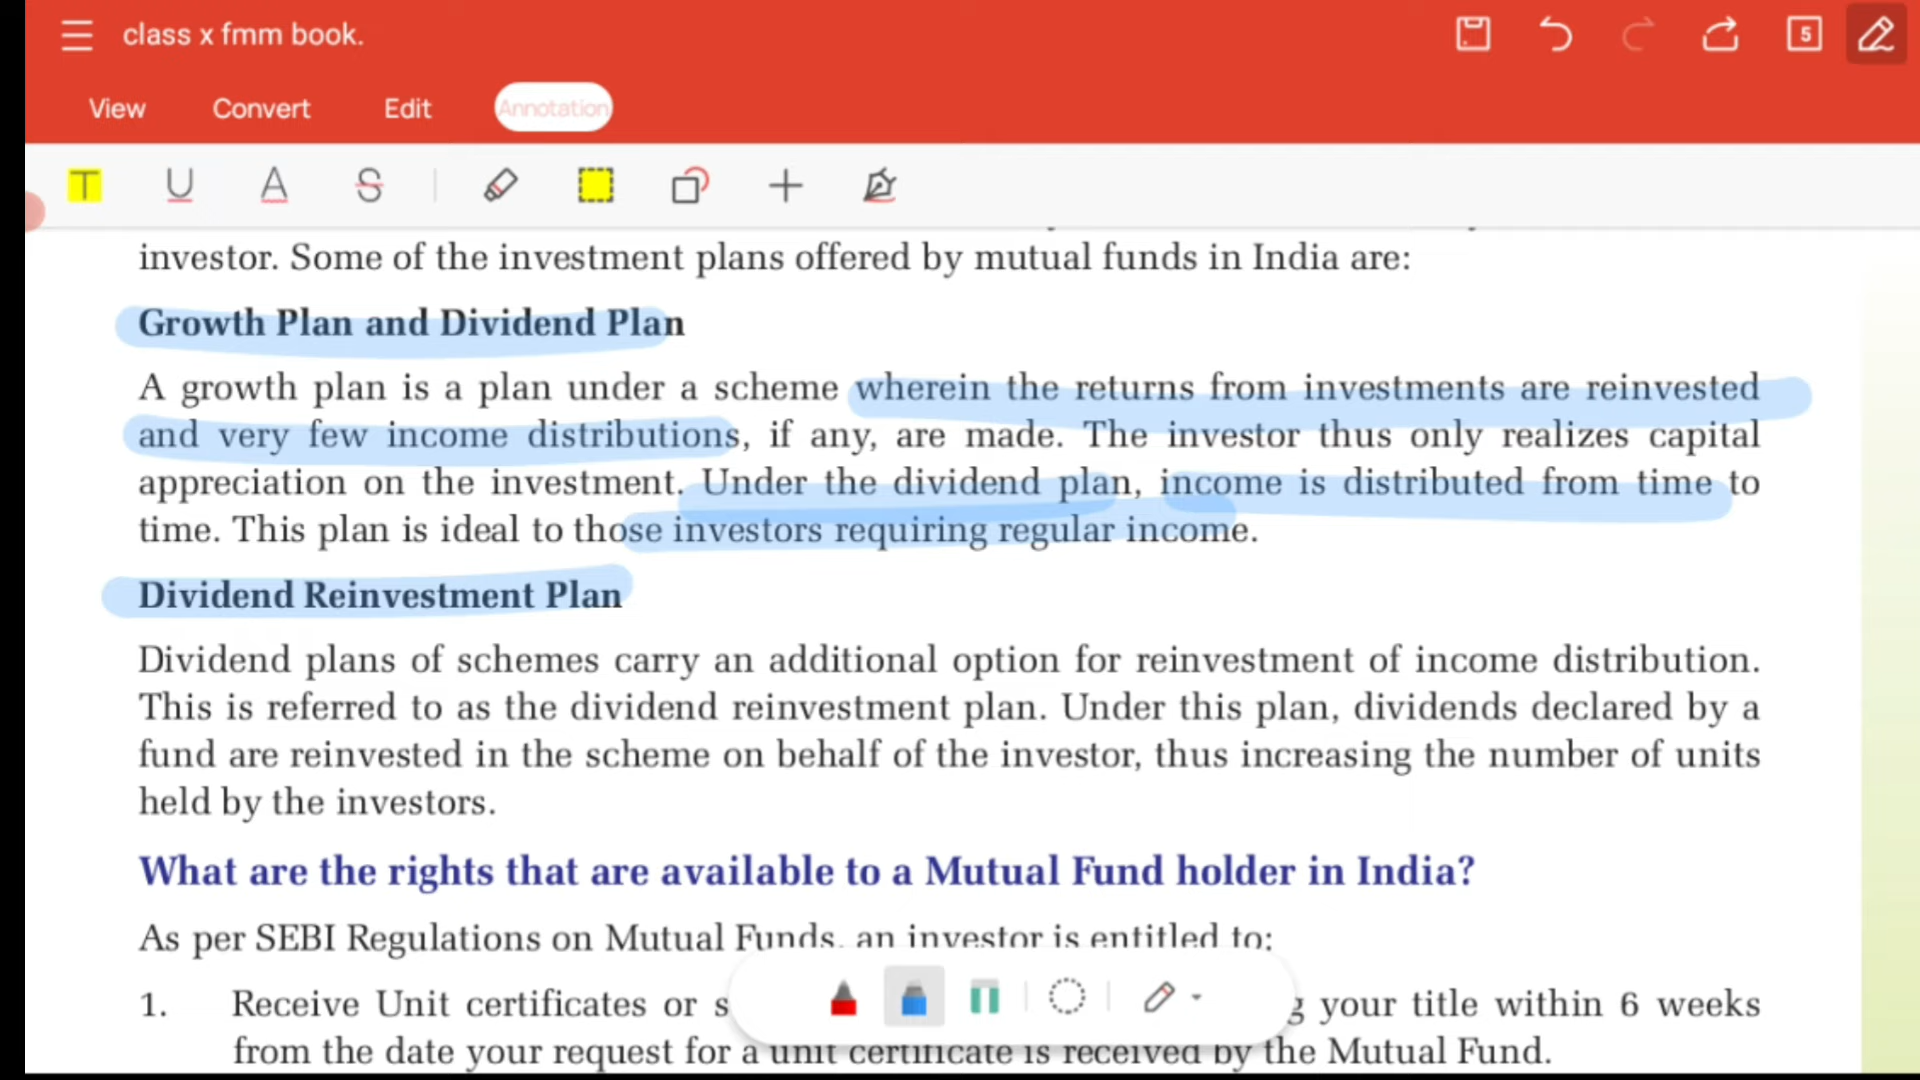 class x fmm book.
5
View Convert Edit Annotation
T U A S
investor. Some of the investment plans offered by mutual funds in India are:
Growth Plan and Dividend Plan
A growth plan is a plan under a scheme wherein the returns from investments are reinvested
and very few income distributions, if any, are made. The investor thus only realizes capital
appreciation on the investment. Under the dividend plan, income is distributed from time to
time. This plan is ideal to those investors requiring regular income.
Dividend Reinvestment Plan
Dividend plans of schemes carry an additional option for reinvestment of income distribution.
This is referred to as the dividend reinvestment plan. Under this plan, dividends declared by a
fund are reinvested in the scheme on behalf of the investor, thus increasing the number of units
held by the investors.
What are the rights that are available to a Mutual Fund holder in India?
As per SEBI Regulations on Mutual Funds, an investor is entitled to:
1. Receive Unit certificates or s your title within 6 weeks
from the date your request for a unit certificate is received by the Mutual Fund.